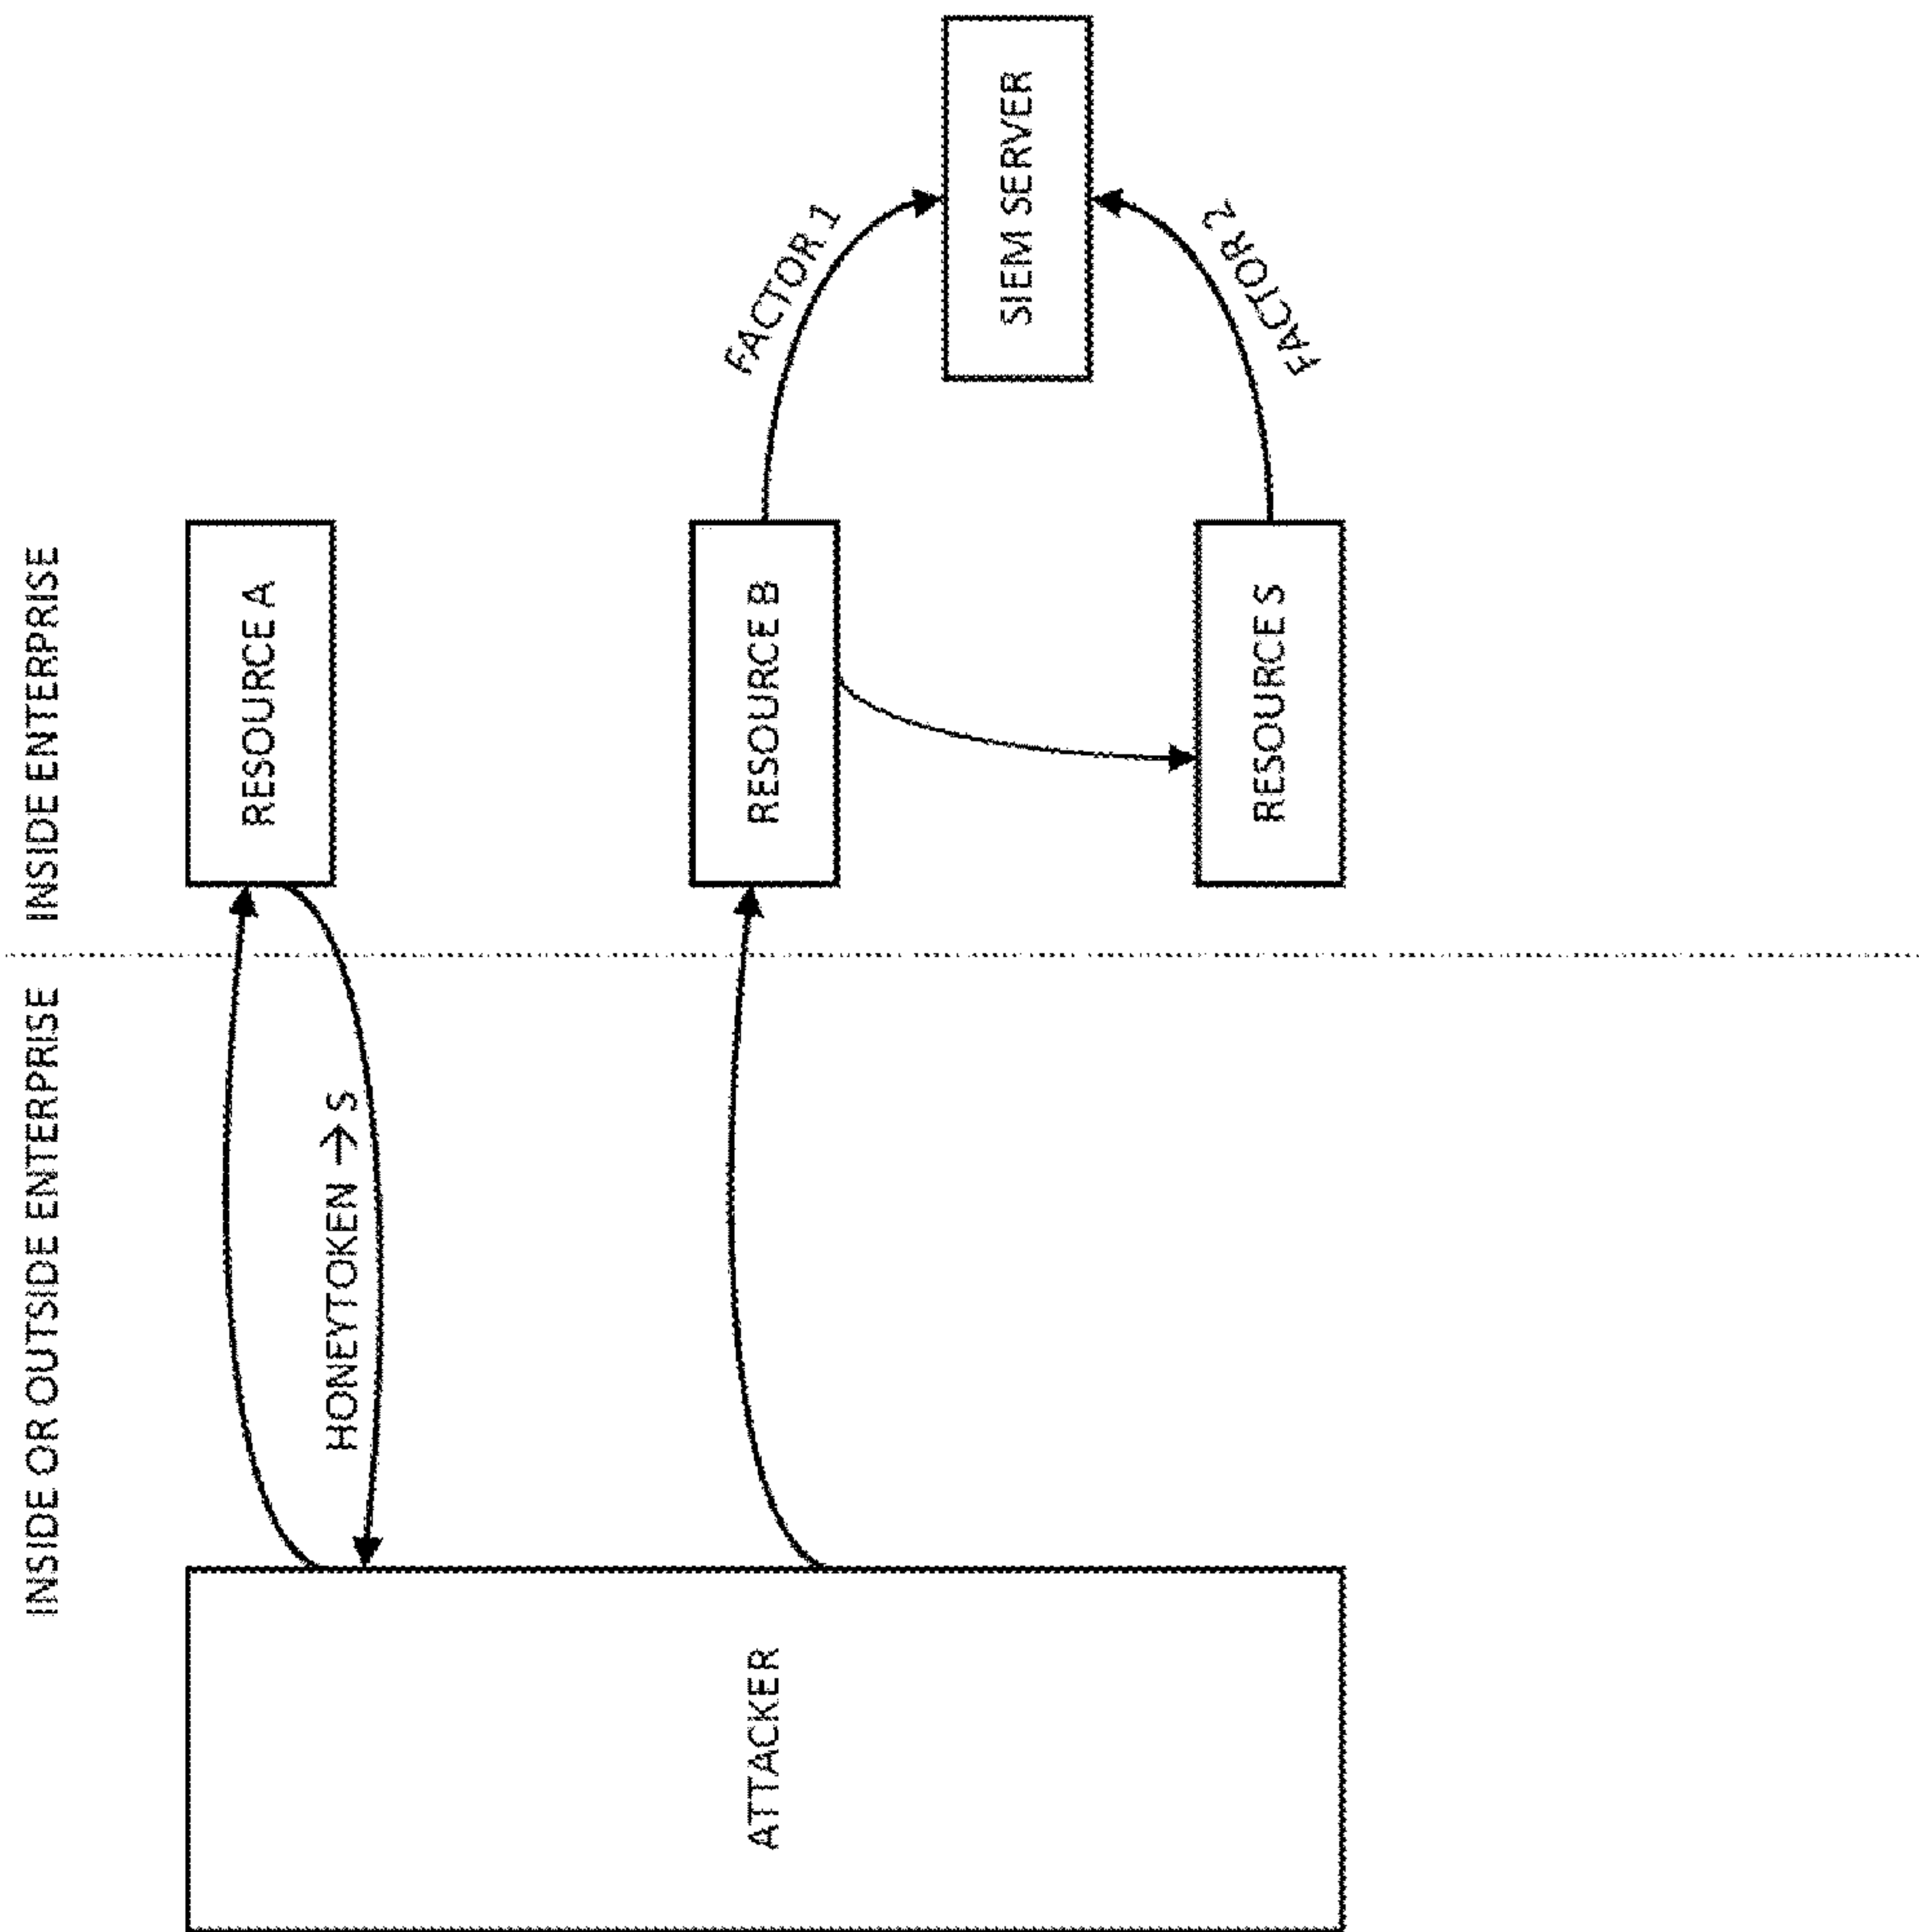 INSIDE OR OUTSIDE ENTERPRISE
INSIDE ENTERPRISE
HONEYTOKEN → S
RESOURCE A
ATTACKER
RESOURCE B
FACTOR 1
SIEM SERVER
RESOURCE S
FACTOR 2